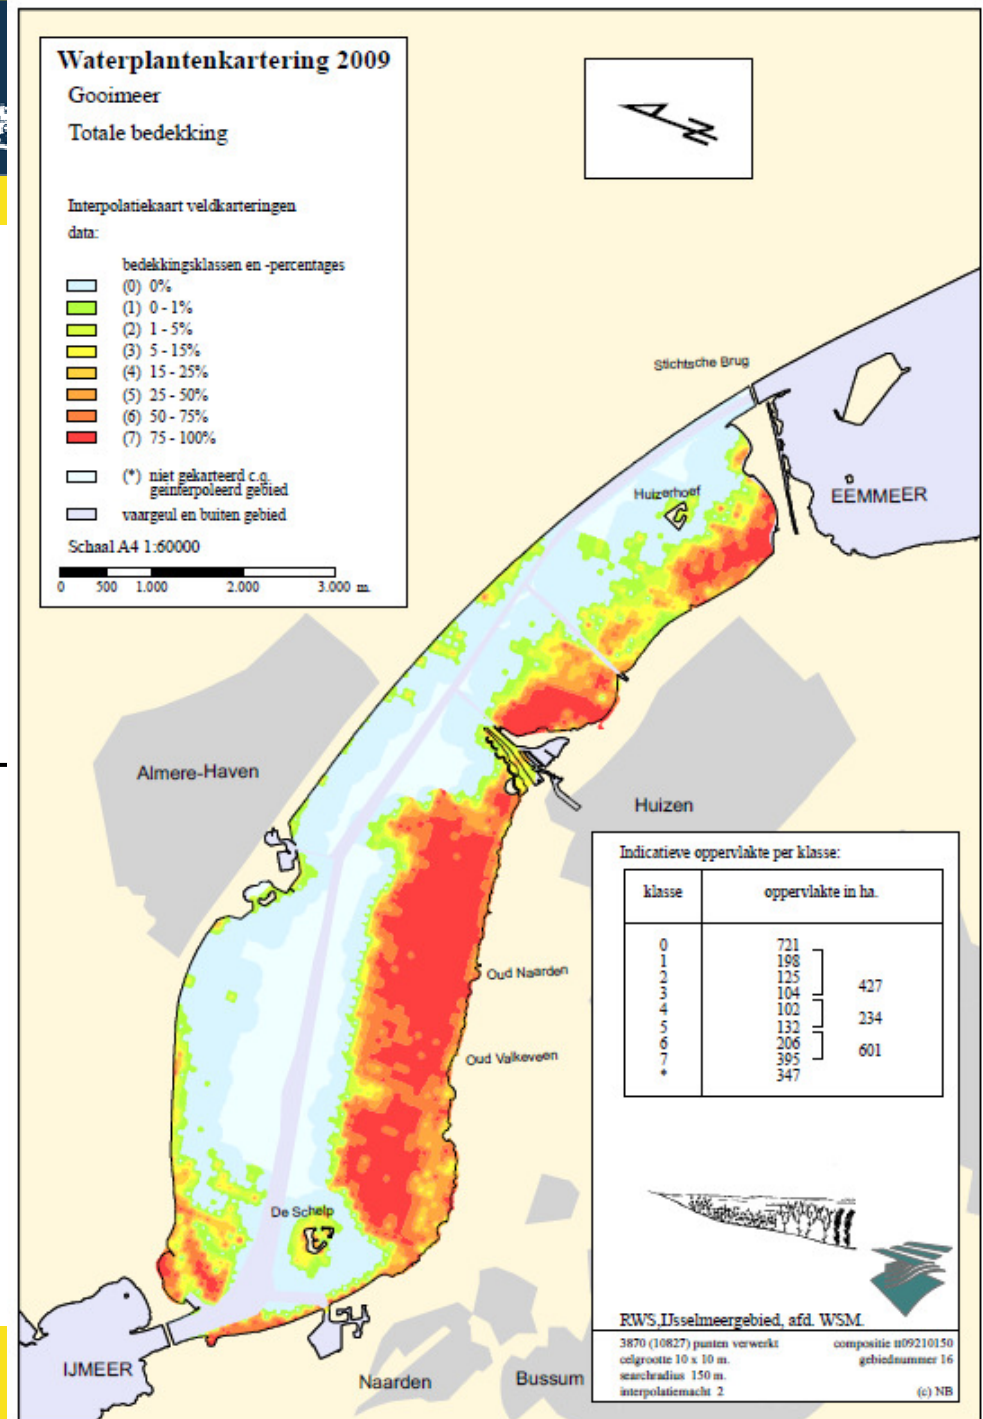 Waterplantenkartering 2009
Gooimeer
Totale bedekking
Interpolatiekaart veldkarteringen
data:
bedekkingsklassen en -percentages
(0) 0%
(1) 0 - 1%
(2) 1 - 5%
(3) 5 - 15%
(4) 15 - 25%
(5) 25 - 50%
(6) 50 - 75%
(7) 75 - 100%
(*) niet gekarteerd c.q.
geinterpoleerd gebied
vaargeul en buiten gebied
Schaal A4 1:60000
0 500 1.000 2.000 3.000 m.
N
Stichtsche Brug
Huizerhoef
EEMMEER
Almere-Haven
Huizen
Oud Naarden
Oud Valkeveen
De Schelp
IJMEER
Naarden
Bussum
Indicatieve oppervlakte per klasse:
klasse oppervlakte in ha.
0 721
1 198
2 125
3 104 427
4 102
5 132 234
6 206
7 395 601
* 347
RWS,IJsselmeergebied, afd. WSM.
3870 (10827) punten verwerkt compositie tt09210150
celgrootte 10 x 10 m. gebiednummer 16
searchradius 150 m.
interpolatiemacht 2 (c) NB